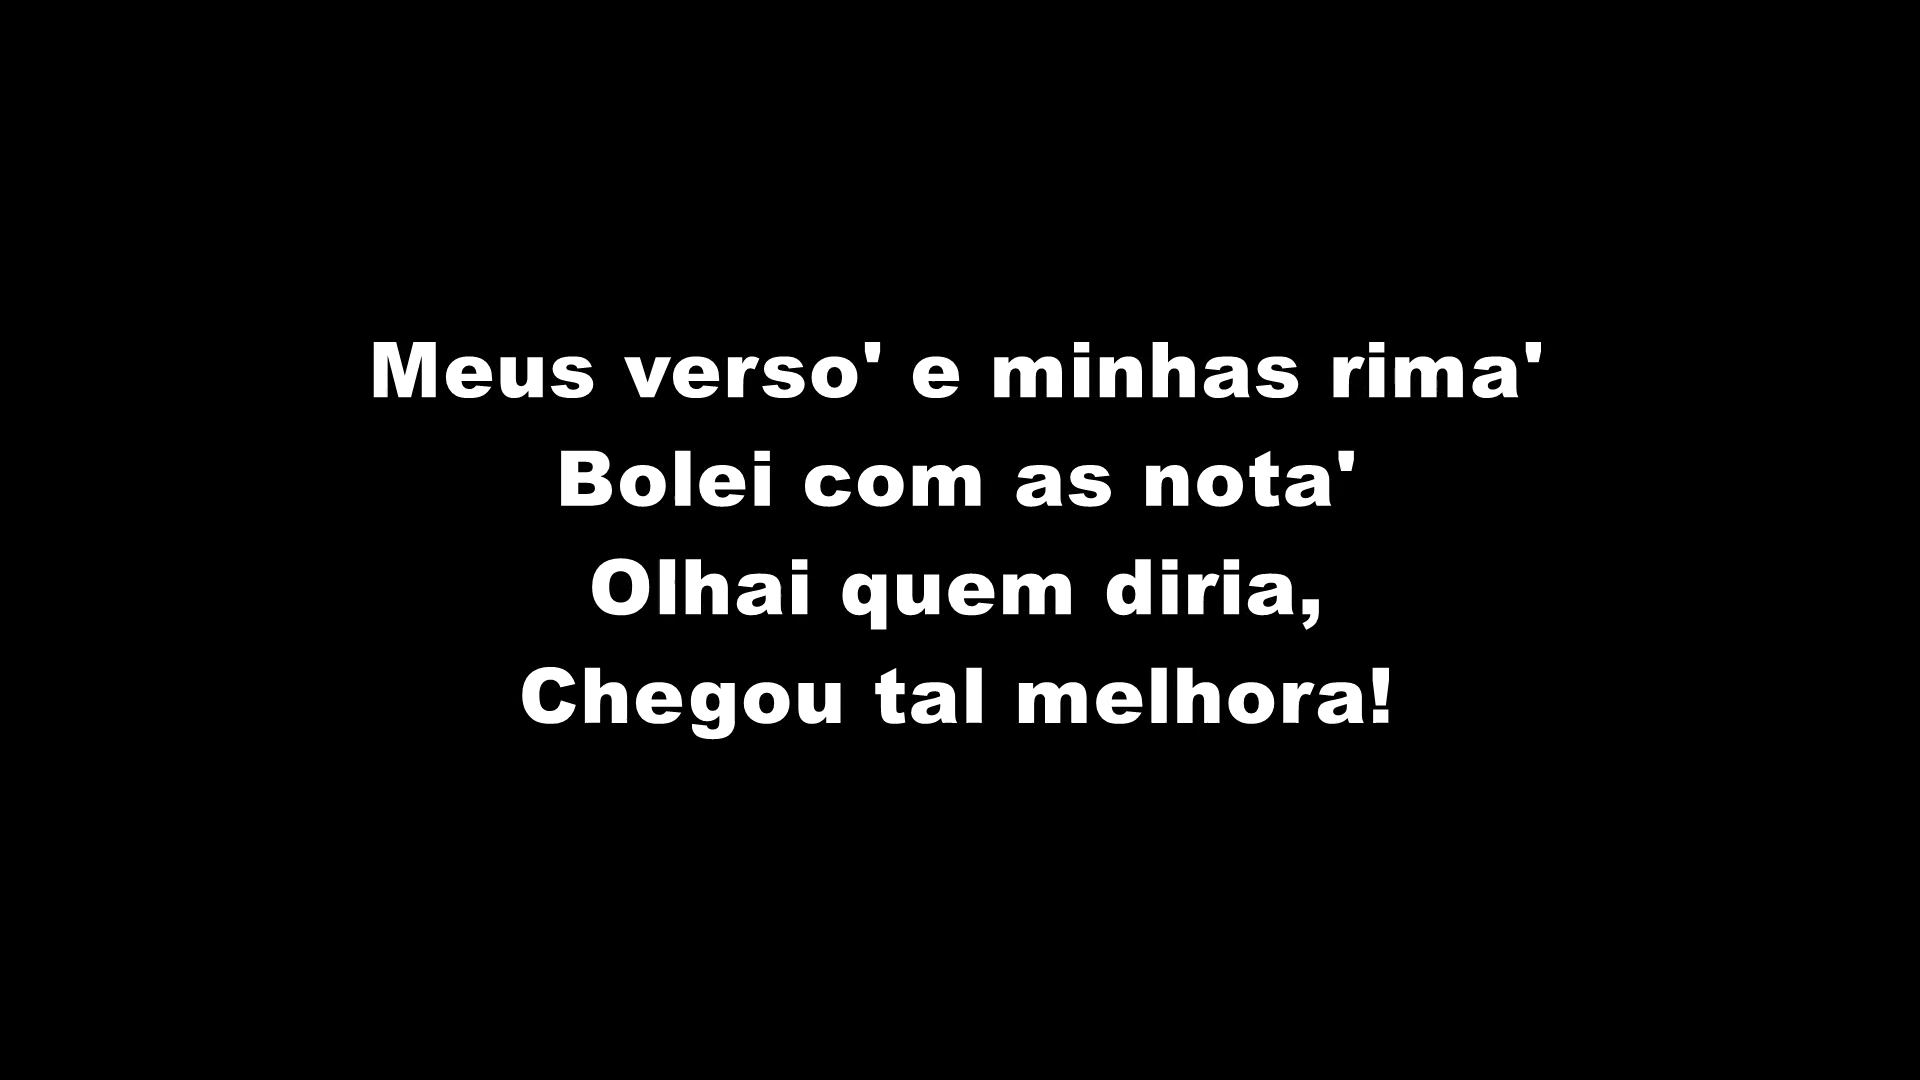 Meus verso' e minhas rima'
Bolei com as nota'
Olhai quem diria,
Chegou tal melhora!